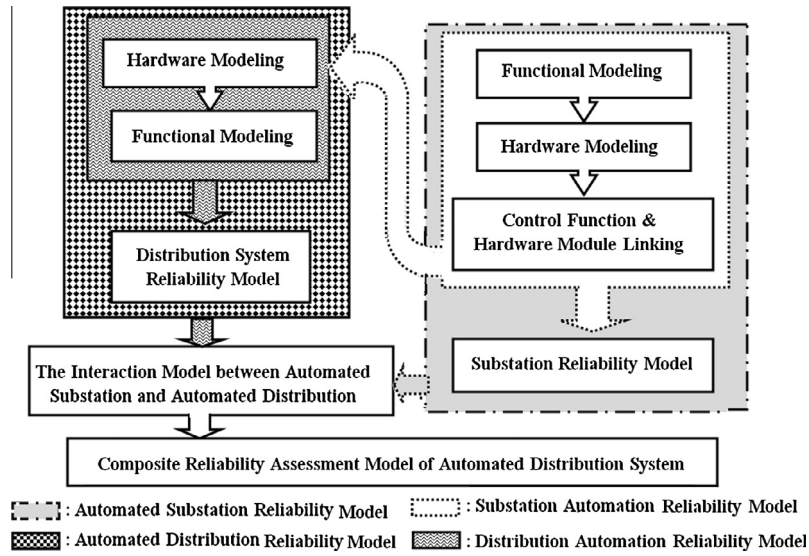 Hardware Modeling
Functional Modeling
Distribution System
Reliability Model
Functional Modeling
Hardware Modeling
Control Function &
Hardware Module Linking
Substation Reliability Model
The Interaction Model between Automated
Substation and Automated Distribution
Composite Reliability Assessment Model of Automated Distribution System
: Automated Substation Reliability Model
: Substation Automation Reliability Model
: Automated Distribution Reliability Model
: Distribution Automation Reliability Model